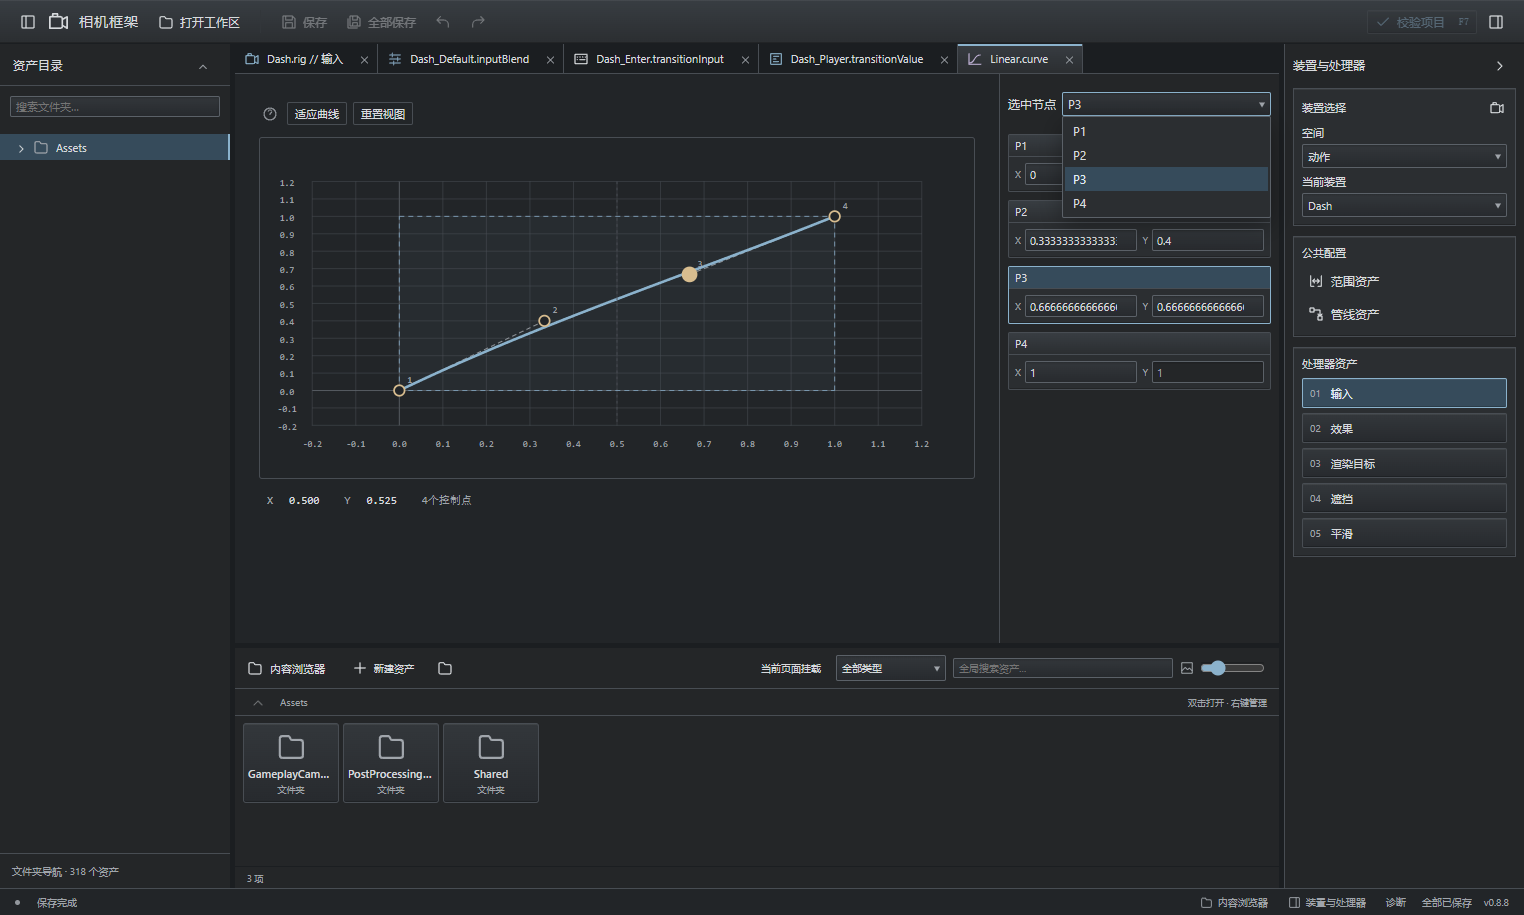 相机框架
打开工作区
保存
全部保存
校验项目 F7
资产目录
搜索文件夹...
Assets
文件夹导航 · 318 个资产
Dash.rig // 输入
Dash_Default.inputBlend
Dash_Enter.transitionInput
Dash_Player.transitionValue
Linear.curve
适应曲线
重置视图
1.2
1.1
1.0
0.9
0.8
0.7
0.6
0.5
0.4
0.3
0.2
0.1
0.0
-0.1
-0.2
-0.2 -0.1 0.0 0.1 0.2 0.3 0.4 0.5 0.6 0.7 0.8 0.9 1.0 1.1 1.2
1
2
3
4
X 0.500 Y 0.525 4个控制点
选中节点 P3
P1
P2
P3
P4
P1
X 0
P2
X 0.3333333333333 Y 0.4
P3
X 0.6666666666666 Y 0.6666666666666
P4
X 1 Y 1
内容浏览器
新建资产
当前页面挂载
全部类型
全局搜索资产...
Assets
双击打开 · 右键管理
GameplayCam...
文件夹
PostProcessing...
文件夹
Shared
文件夹
3 项
装置与处理器
装置选择
空间
动作
当前装置
Dash
公共配置
范围资产
管线资产
处理器资产
01 输入
02 效果
03 渲染目标
04 遮挡
05 平滑
保存完成
内容浏览器
装置与处理器
诊断
全部已保存
v0.8.8